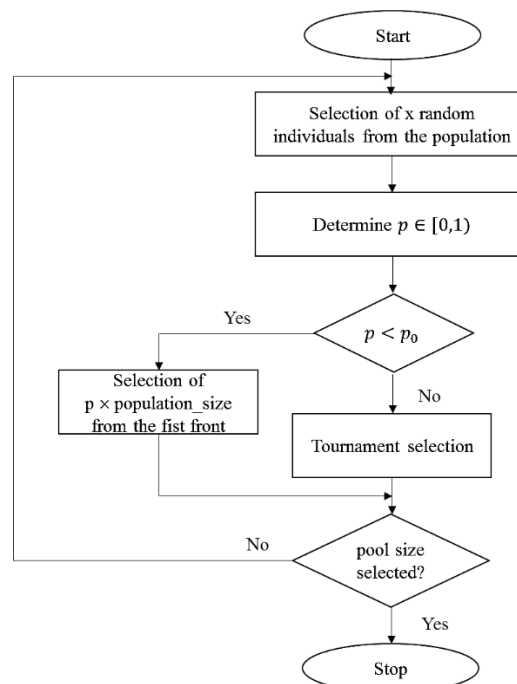 Start
Selection of x random
individuals from the population
Determine p ∈ [0,1)
p < p₀
Yes
Selection of
p × population_size
from the fist front
No
Tournament selection
No
pool size
selected?
Yes
Stop